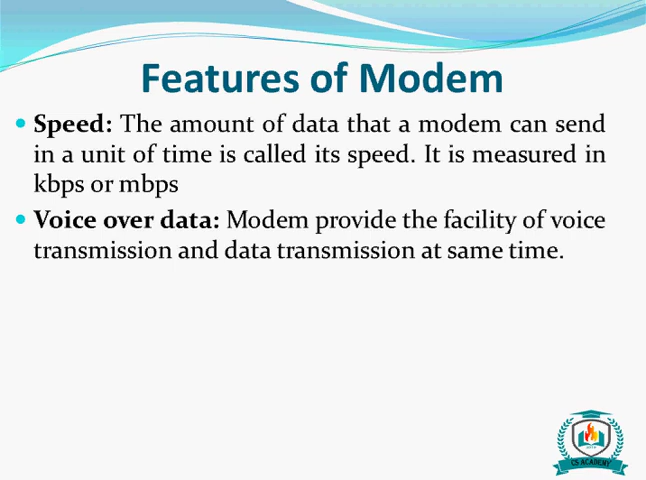 Features of Modem
• Speed: The amount of data that a modem can send
in a unit of time is called its speed. It is measured in
kbps or mbps
• Voice over data: Modem provide the facility of voice
transmission and data transmission at same time.
CS ACADEMY